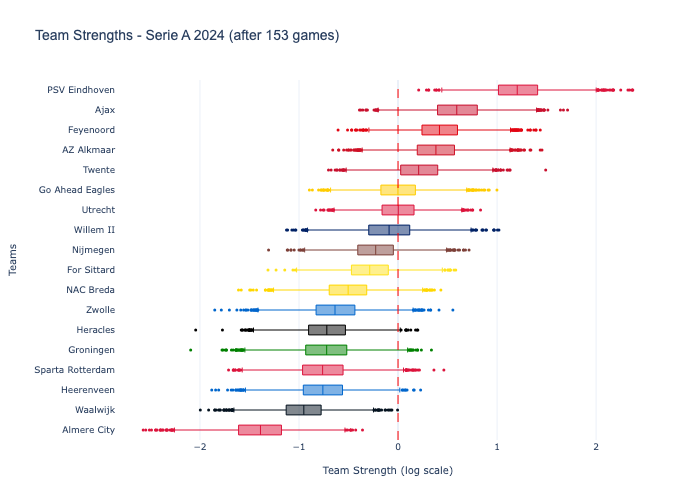 Team Strengths - Serie A 2024 (after 153 games)
PSV Eindhoven
Ajax
Feyenoord
AZ Alkmaar
Twente
Go Ahead Eagles
Utrecht
Willem II
Nijmegen
For Sittard
NAC Breda
Zwolle
Heracles
Groningen
Sparta Rotterdam
Heerenveen
Waalwijk
Almere City
Teams
−2 −1 0 1 2
Team Strength (log scale)